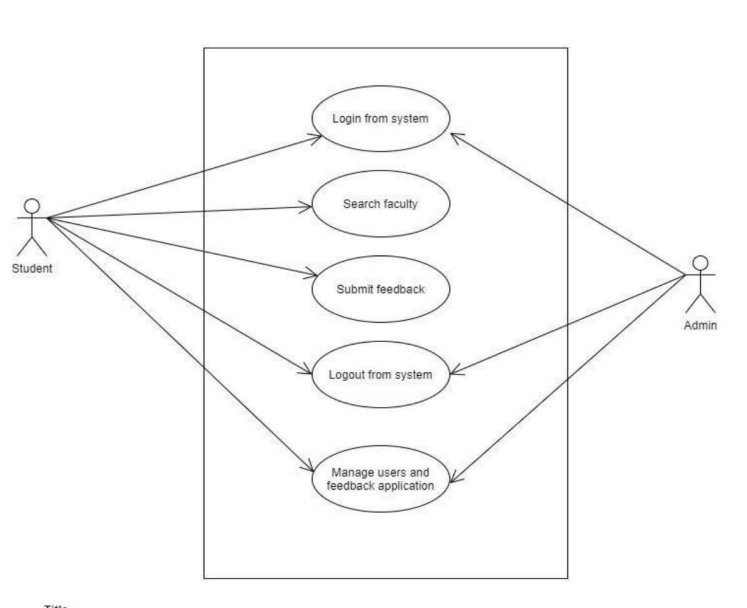 Login from system
Search faculty
Submit feedback
Student
Admin
Logout from system
Manage users and
feedback application
Title